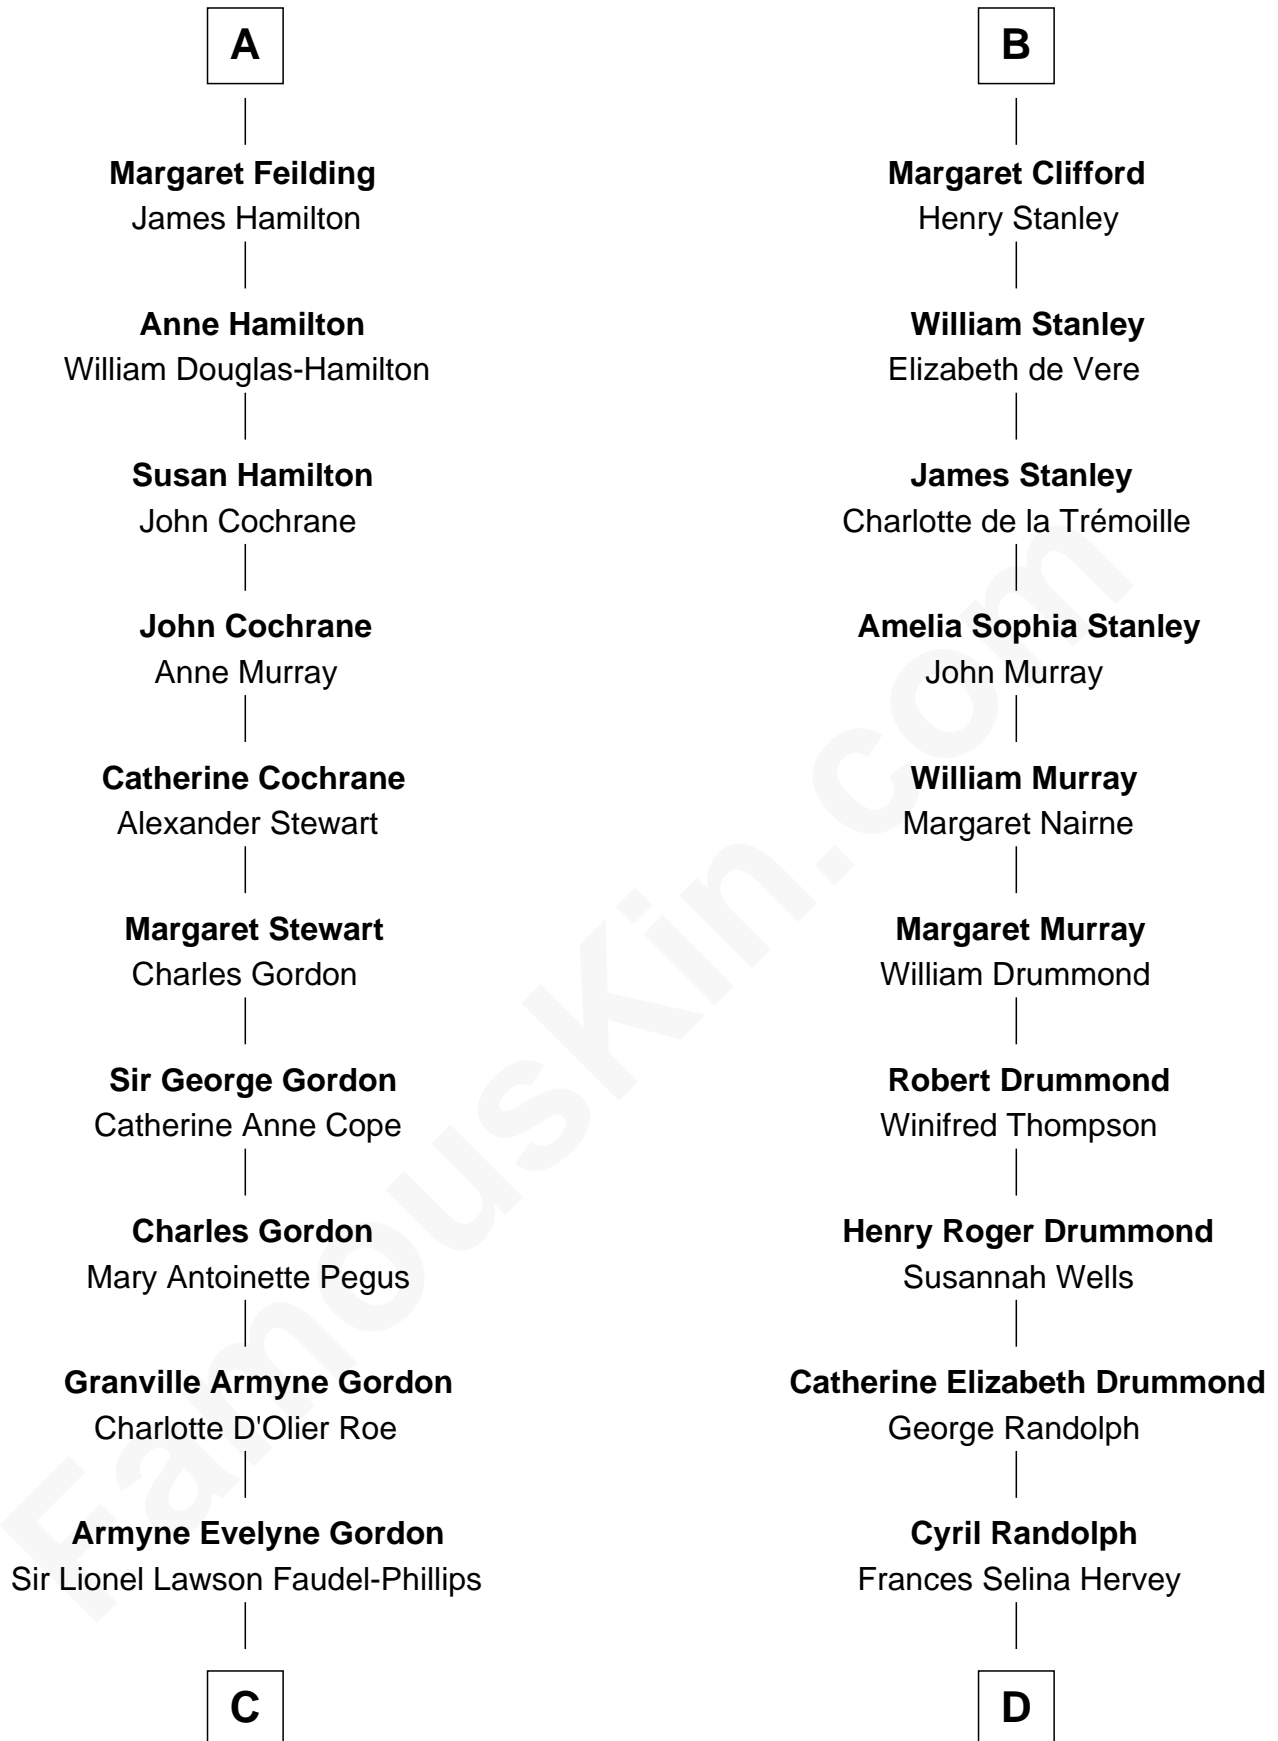 A
Margaret Feilding
James Hamilton
Anne Hamilton
William Douglas-Hamilton
Susan Hamilton
John Cochrane
John Cochrane
Anne Murray
Catherine Cochrane
Alexander Stewart
Margaret Stewart
Charles Gordon
Sir George Gordon
Catherine Anne Cope
Charles Gordon
Mary Antoinette Pegus
Granville Armyne Gordon
Charlotte D'Olier Roe
Armyne Evelyne Gordon
Sir Lionel Lawson Faudel-Phillips
C
B
Margaret Clifford
Henry Stanley
William Stanley
Elizabeth de Vere
James Stanley
Charlotte de la Trémoille
Amelia Sophia Stanley
John Murray
William Murray
Margaret Nairne
Margaret Murray
William Drummond
Robert Drummond
Winifred Thompson
Henry Roger Drummond
Susannah Wells
Catherine Elizabeth Drummond
George Randolph
Cyril Randolph
Frances Selina Hervey
D
FamousKin.com